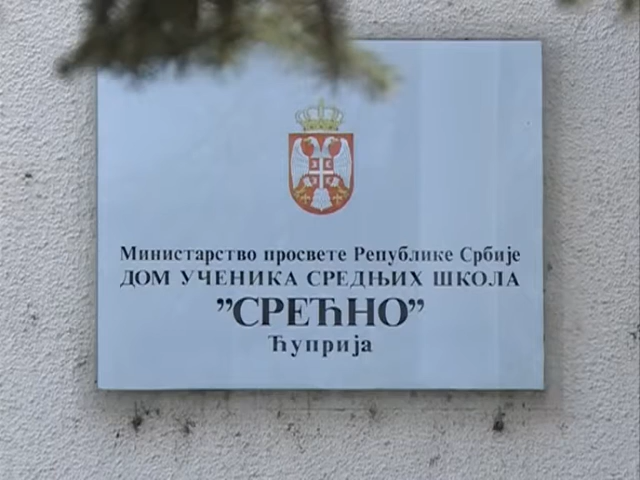 Министарство просвете Републике Србије
ДОМ УЧЕНИКА СРЕДЊИХ ШКОЛА
”СРЕЋНО”
Ћуприја